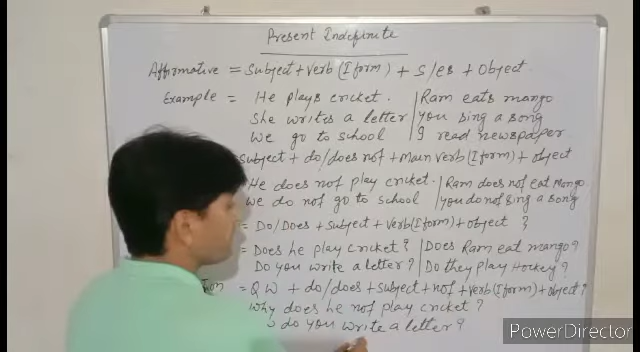 Present Indefinite
Affirmative = Subject + Verb (I form) + S/es + Object.
Example = He plays cricket. | Ram eats mango
She writes a letter | you sing a song
we go to school | I read newspaper
subject + do/does not + main verb (I form) + object
He does not play cricket. | Ram does not eat Mango
we do not go to school | you do not sing a song
= Do/Does + subject + verb (I form) + object ?
= Does he play cricket? | Does Ram eat mango?
Do you write a letter? | Do they play Hockey?
= QW + do/does + subject + not + verb (I form) + object?
Why does he not play cricket ?
do you write a letter ?
PowerDirector